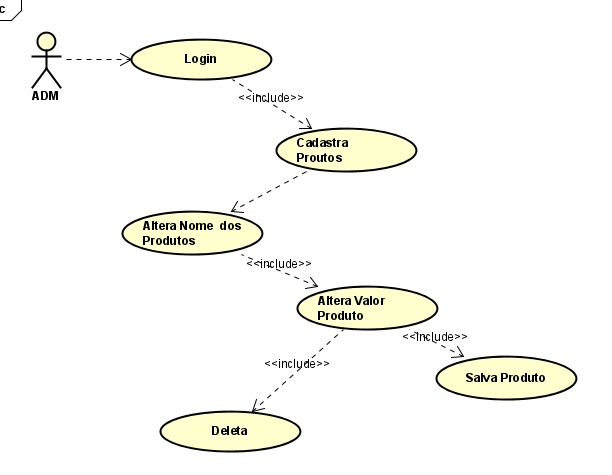 c
ADM
Login
<<include>>
Cadastra
Proutos
Altera Nome dos
Produtos
<<include>>
Altera Valor
Produto
<<include>>
<<include>>
Salva Produto
Deleta